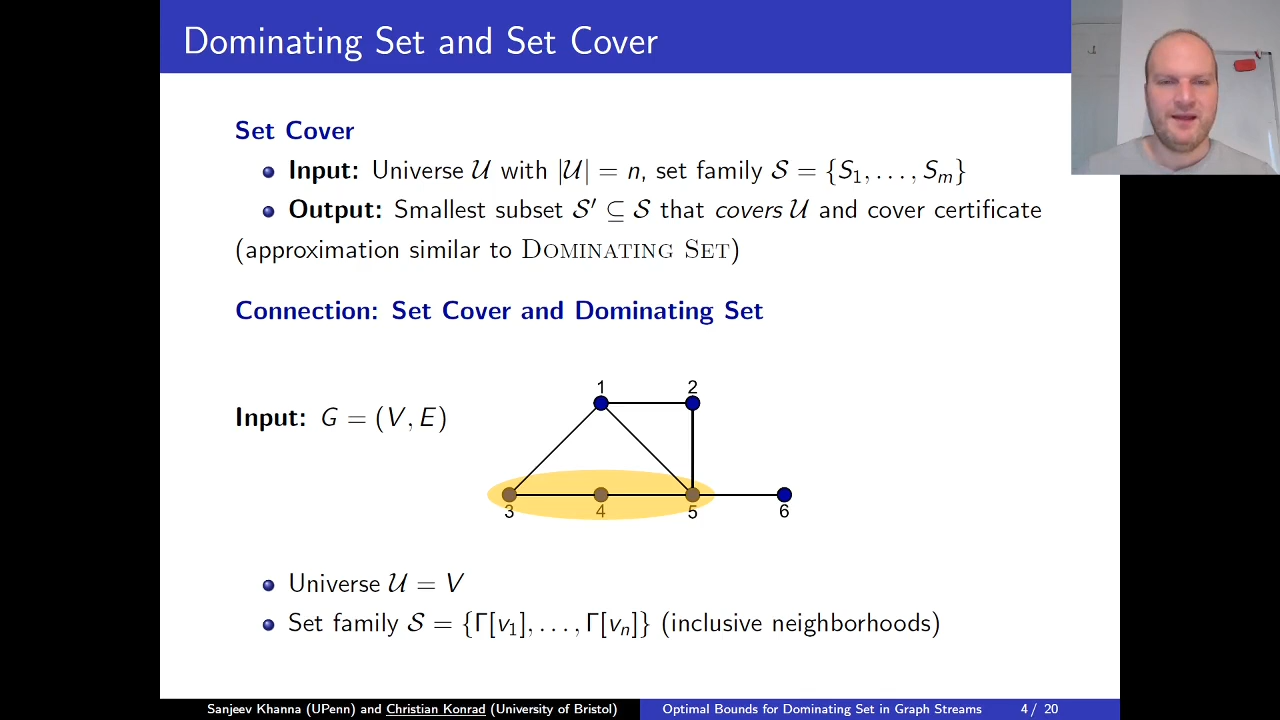 Dominating Set and Set Cover
Set Cover
Input: Universe 𝒰 with |𝒰| = n, set family 𝒮 = {S₁, . . . , Sₘ}
Output: Smallest subset 𝒮′ ⊆ 𝒮 that covers 𝒰 and cover certificate
(approximation similar to Dominating Set)
Connection: Set Cover and Dominating Set
1 2
Input: G = (V, E)
3 4 5 6
Universe 𝒰 = V
Set family 𝒮 = {Γ[v₁], . . . , Γ[vₙ]} (inclusive neighborhoods)
Sanjeev Khanna (UPenn) and Christian Konrad (University of Bristol) Optimal Bounds for Dominating Set in Graph Streams 4 / 20